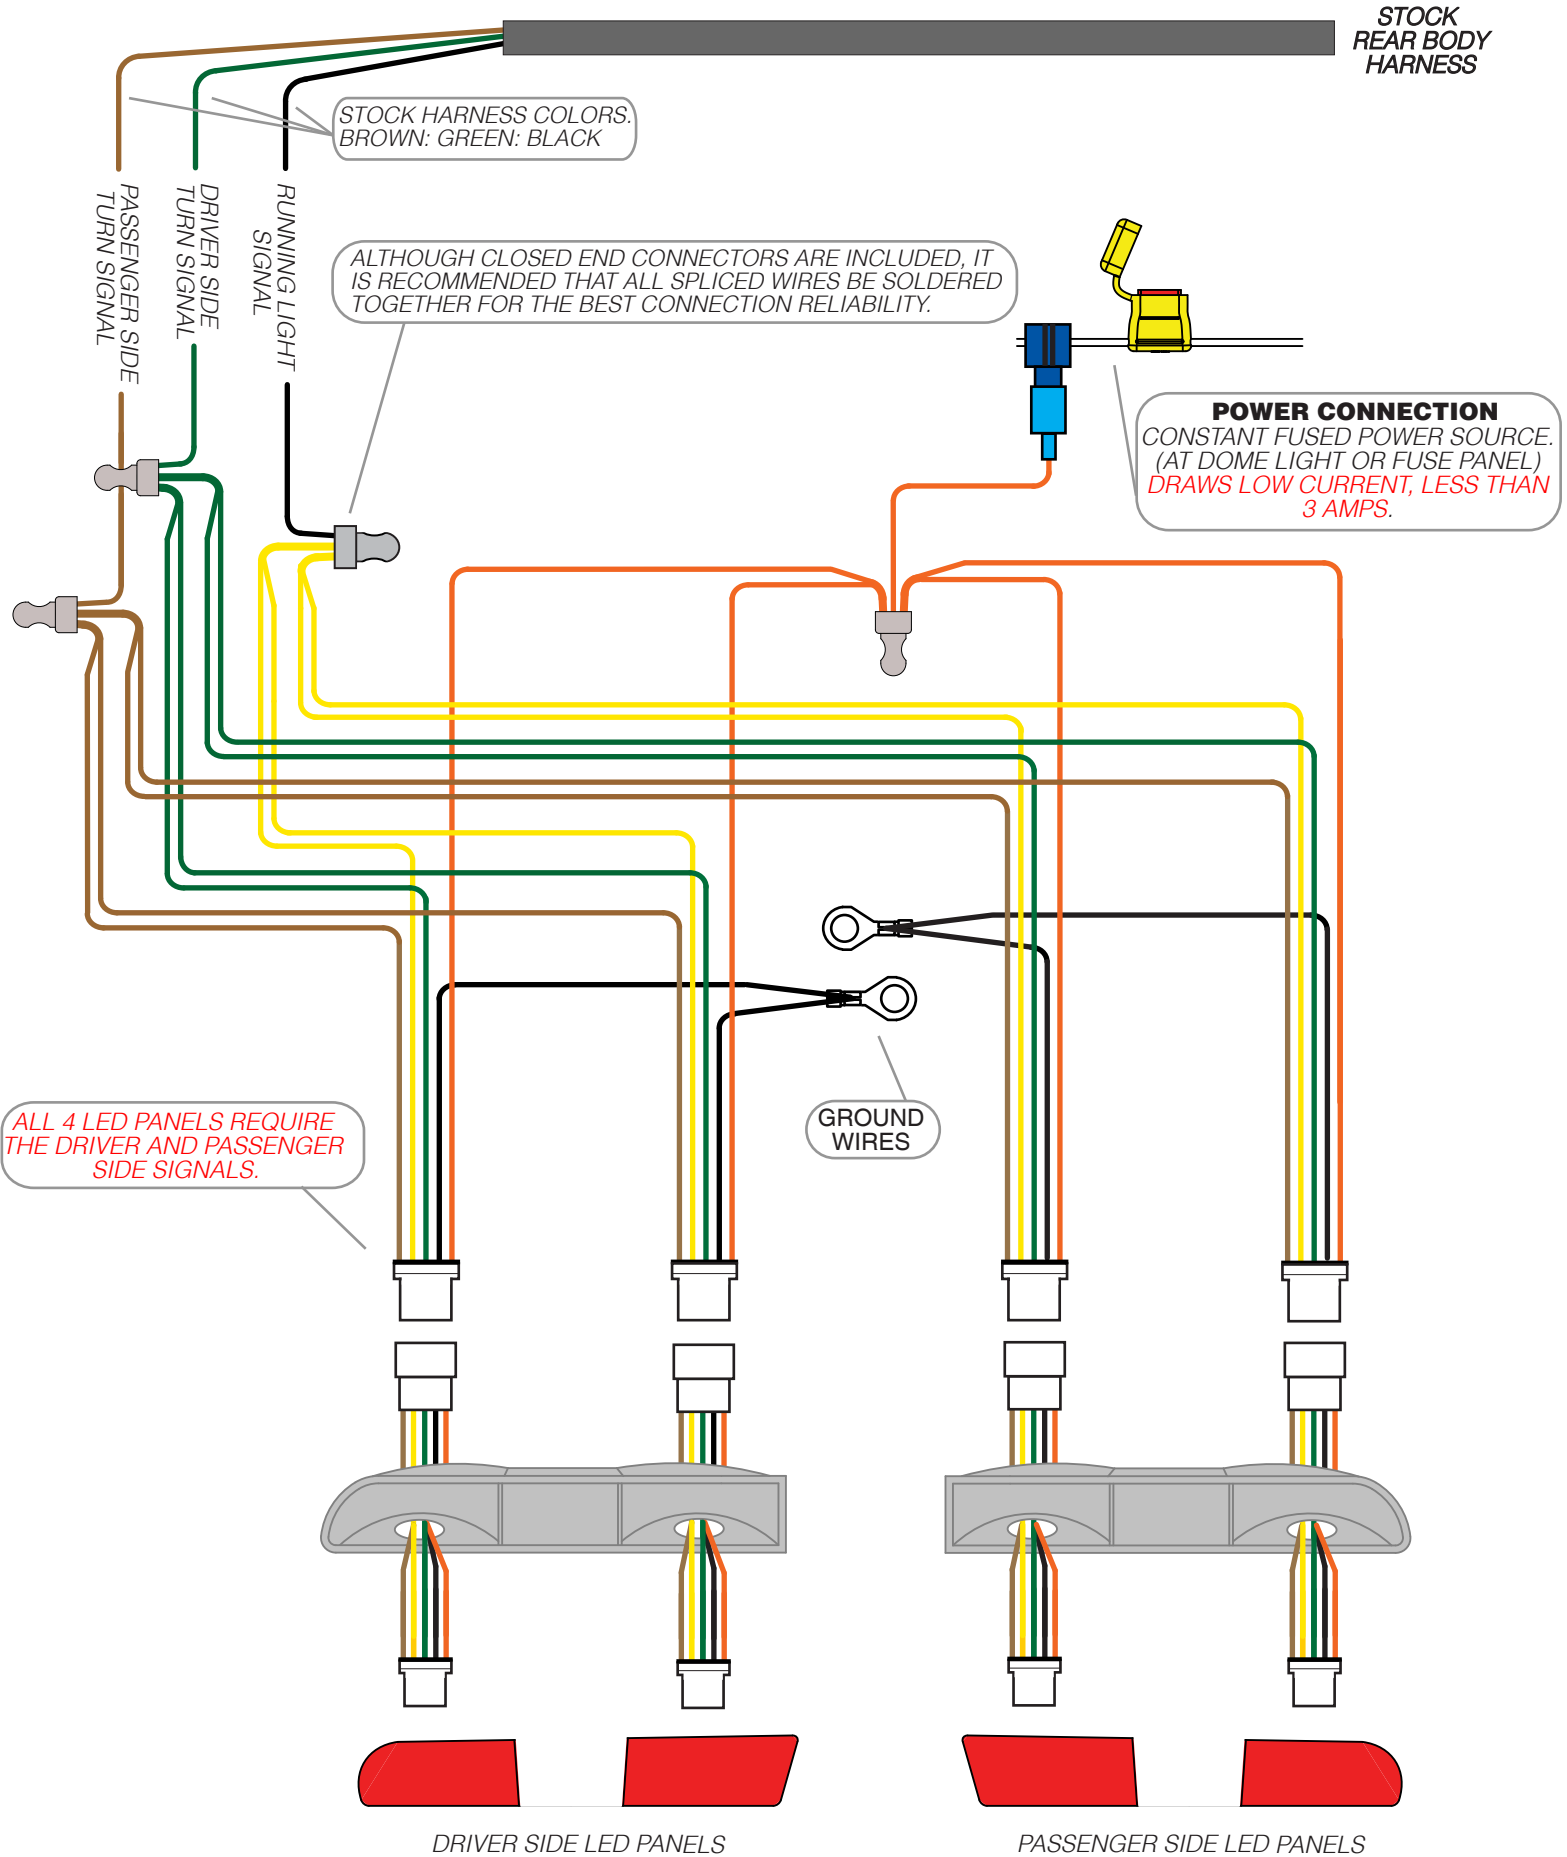 STOCK
REAR BODY
HARNESS
STOCK HARNESS COLORS.
BROWN: GREEN: BLACK
PASSENGER SIDE
TURN SIGNAL
DRIVER SIDE
TURN SIGNAL
RUNNING LIGHT
SIGNAL
ALTHOUGH CLOSED END CONNECTORS ARE INCLUDED, IT
IS RECOMMENDED THAT ALL SPLICED WIRES BE SOLDERED
TOGETHER FOR THE BEST CONNECTION RELIABILITY.
POWER CONNECTION
CONSTANT FUSED POWER SOURCE.
(AT DOME LIGHT OR FUSE PANEL)
DRAWS LOW CURRENT, LESS THAN
3 AMPS.
GROUND
WIRES
ALL 4 LED PANELS REQUIRE
THE DRIVER AND PASSENGER
SIDE SIGNALS.
DRIVER SIDE LED PANELS
PASSENGER SIDE LED PANELS